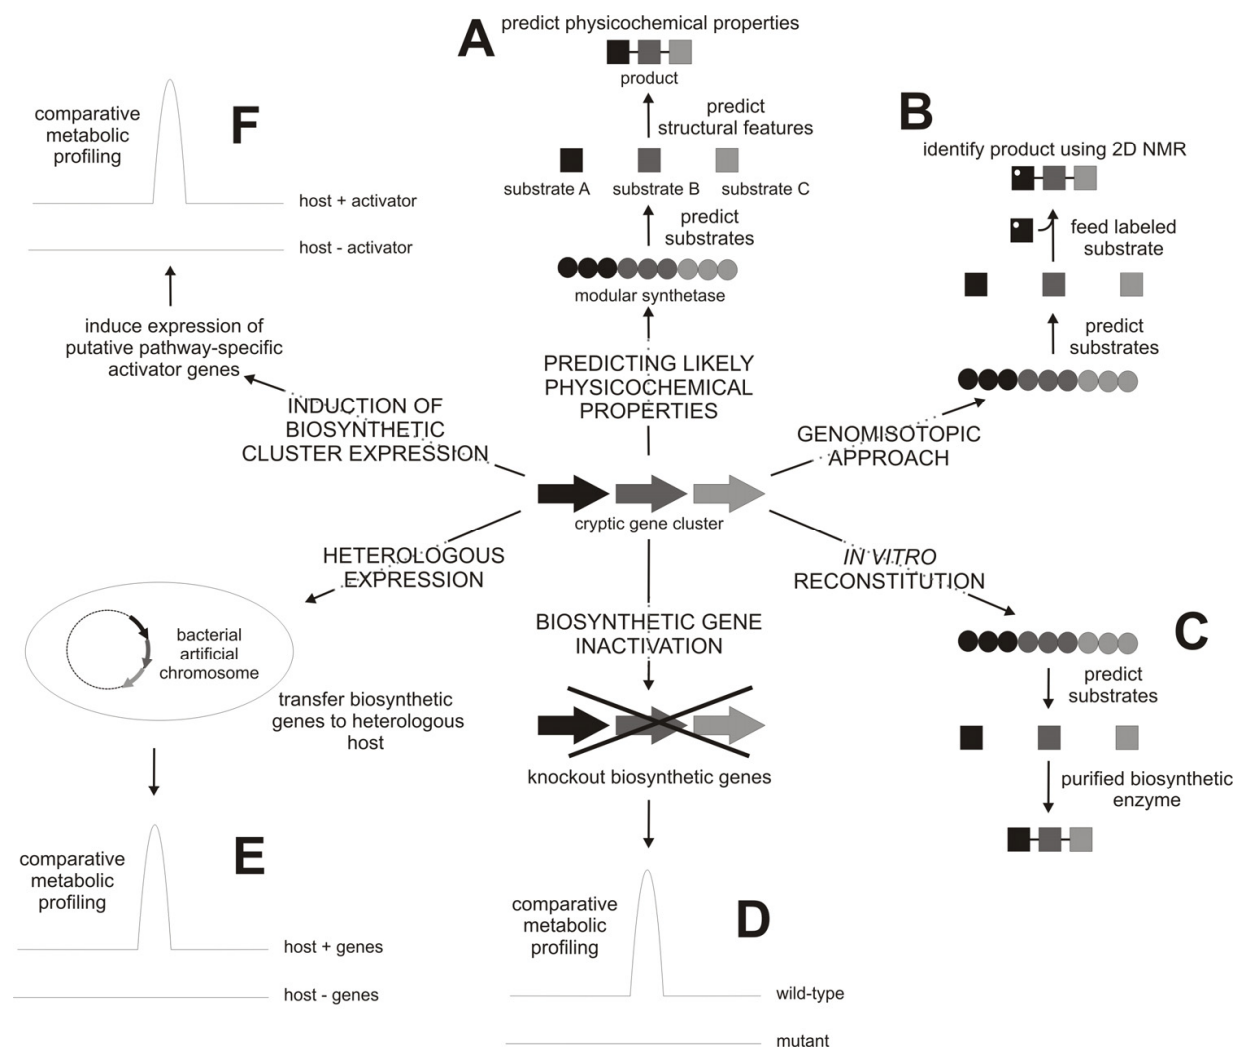 A
predict physicochemical properties
product
predict
structural features
substrate A
substrate B
substrate C
predict
substrates
modular synthetase
PREDICTING LIKELY
PHYSICOCHEMICAL
PROPERTIES
B
identify product using 2D NMR
feed labeled
substrate
predict
substrates
GENOMISOTOPIC
APPROACH
cryptic gene cluster
IN VITRO
RECONSTITUTION
C
predict
substrates
purified biosynthetic
enzyme
BIOSYNTHETIC GENE
INACTIVATION
knockout biosynthetic genes
D
comparative
metabolic
profiling
wild-type
mutant
HETEROLOGOUS
EXPRESSION
bacterial
artificial
chromosome
transfer biosynthetic
genes to heterologous
host
E
comparative
metabolic
profiling
host + genes
host - genes
INDUCTION OF
BIOSYNTHETIC
CLUSTER EXPRESSION
induce expression of
putative pathway-specific
activator genes
F
comparative
metabolic
profiling
host + activator
host - activator